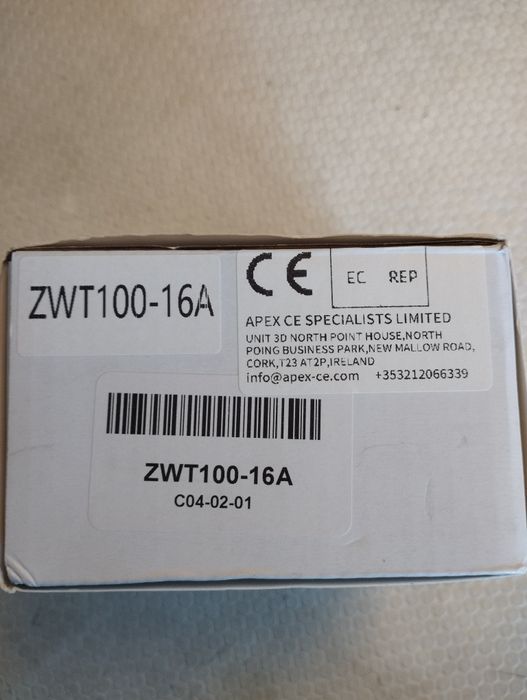 ZWT100-16A
CE
EC REP
APEX CE SPECIALISTS LIMITED
UNIT 3D NORTH POINT HOUSE,NORTH
POING BUSINESS PARK,NEW MALLOW ROAD,
CORK,T23 AT2P,IRELAND
info@apex-ce.com +353212066339
ZWT100-16A
C04-02-01